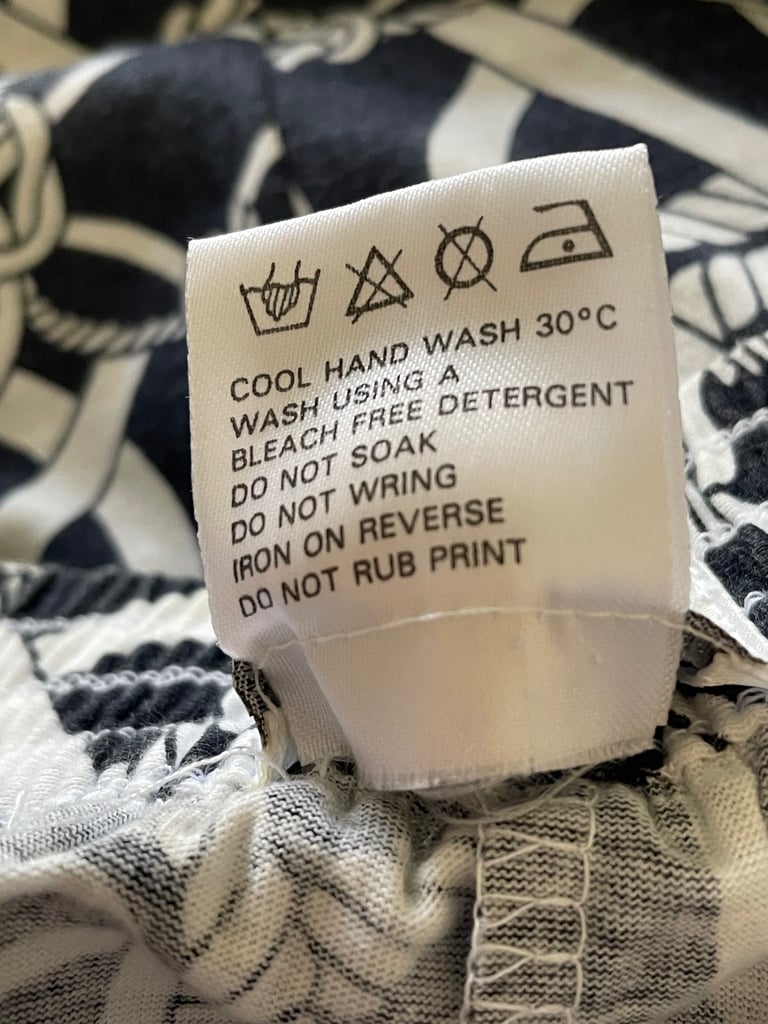 COOL HAND WASH 30°C
WASH USING A
BLEACH FREE DETERGENT
DO NOT SOAK
DO NOT WRING
IRON ON REVERSE
DO NOT RUB PRINT